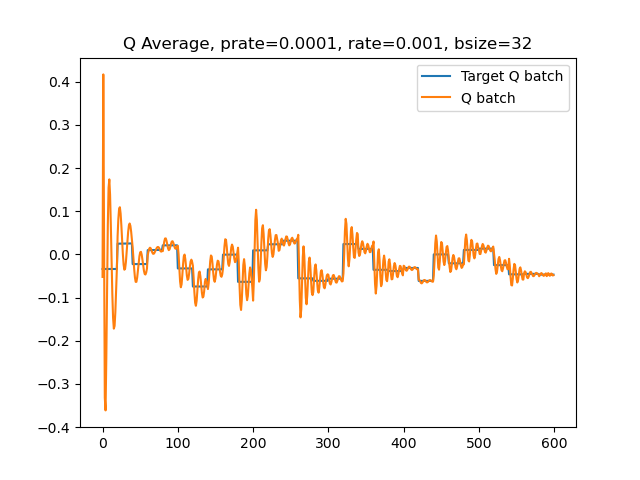 Q Average, prate=0.0001, rate=0.001, bsize=32
Target Q batch
Q batch
0.4
0.3
0.2
0.1
0.0
−0.1
−0.2
−0.3
−0.4
0 100 200 300 400 500 600